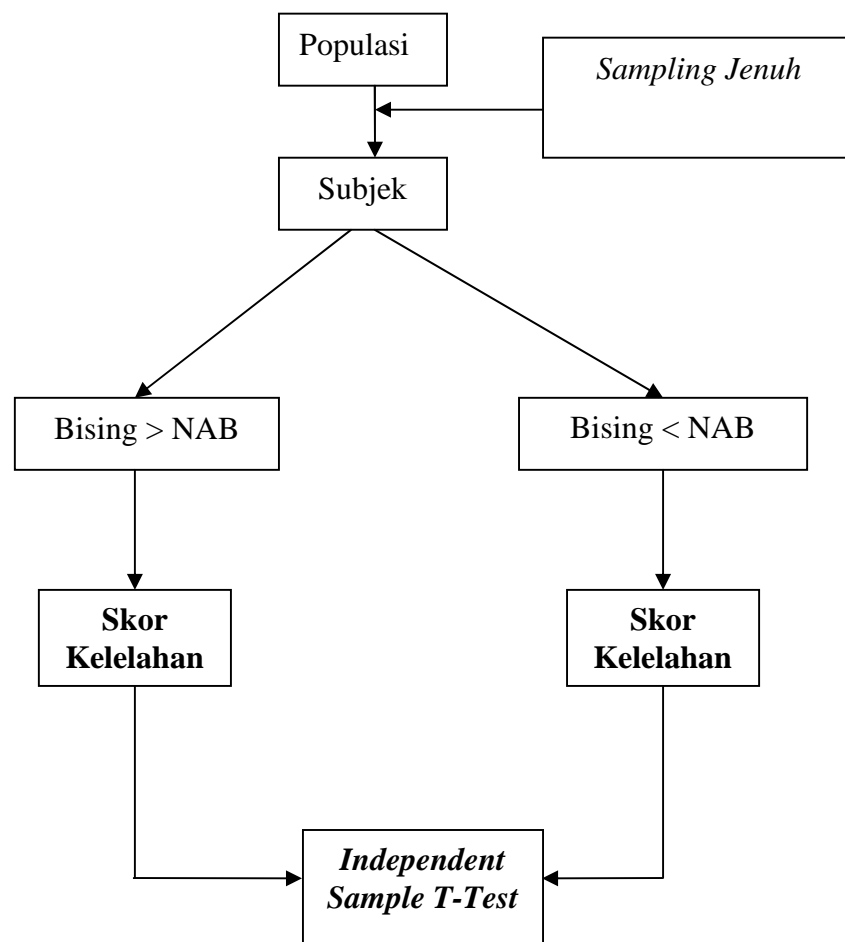 Populasi
Sampling Jenuh
Subjek
Bising > NAB
Bising < NAB
Skor
Kelelahan
Skor
Kelelahan
Independent
Sample T-Test